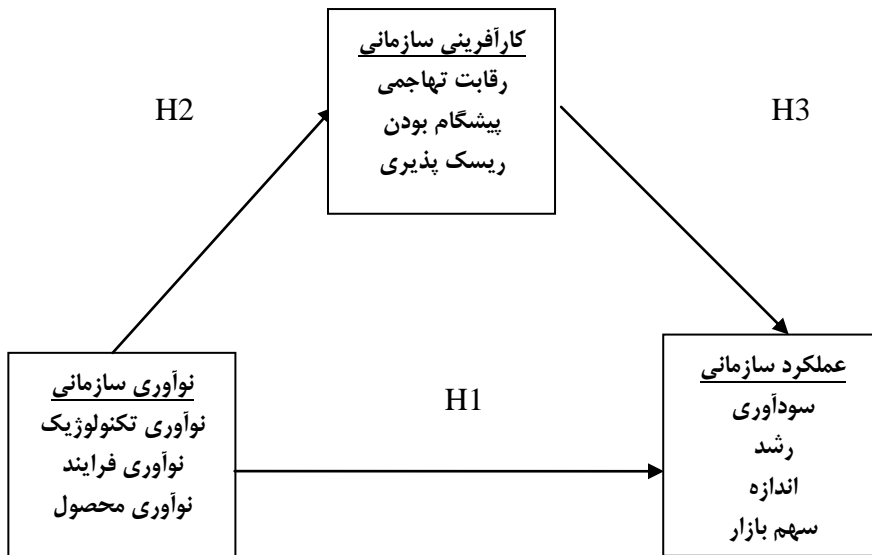 کارآفرینی سازمانی
رقابت تهاجمی
پیشگام بودن
ریسک پذیری
H2
H3
نوآوری سازمانی
نوآوری تکنولوژیک
نوآوری فرایند
نوآوری محصول
H1
عملکرد سازمانی
سودآوری
رشد
اندازه
سهم بازار